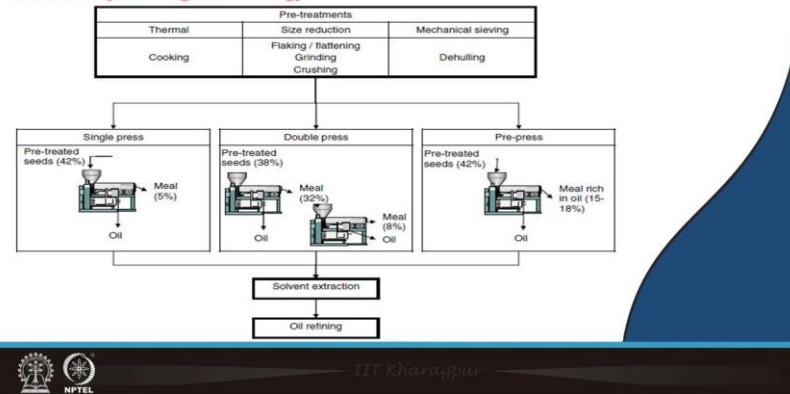 Pre-treatments
Thermal
Size reduction
Mechanical sieving
Cooking
Flaking / flattening
Grinding
Crushing
Dehulling
Single press
Pre-treated
seeds (42%)
Meal
(5%)
Oil
Double press
Pre-treated
seeds (38%)
Meal
(32%)
Oil
Meal
(8%)
Oil
Pre-press
Pre-treated
seeds (42%)
Meal rich
in oil (15-
18%)
Oil
Solvent extraction
Oil refining
IIT Kharagpur
NPTEL